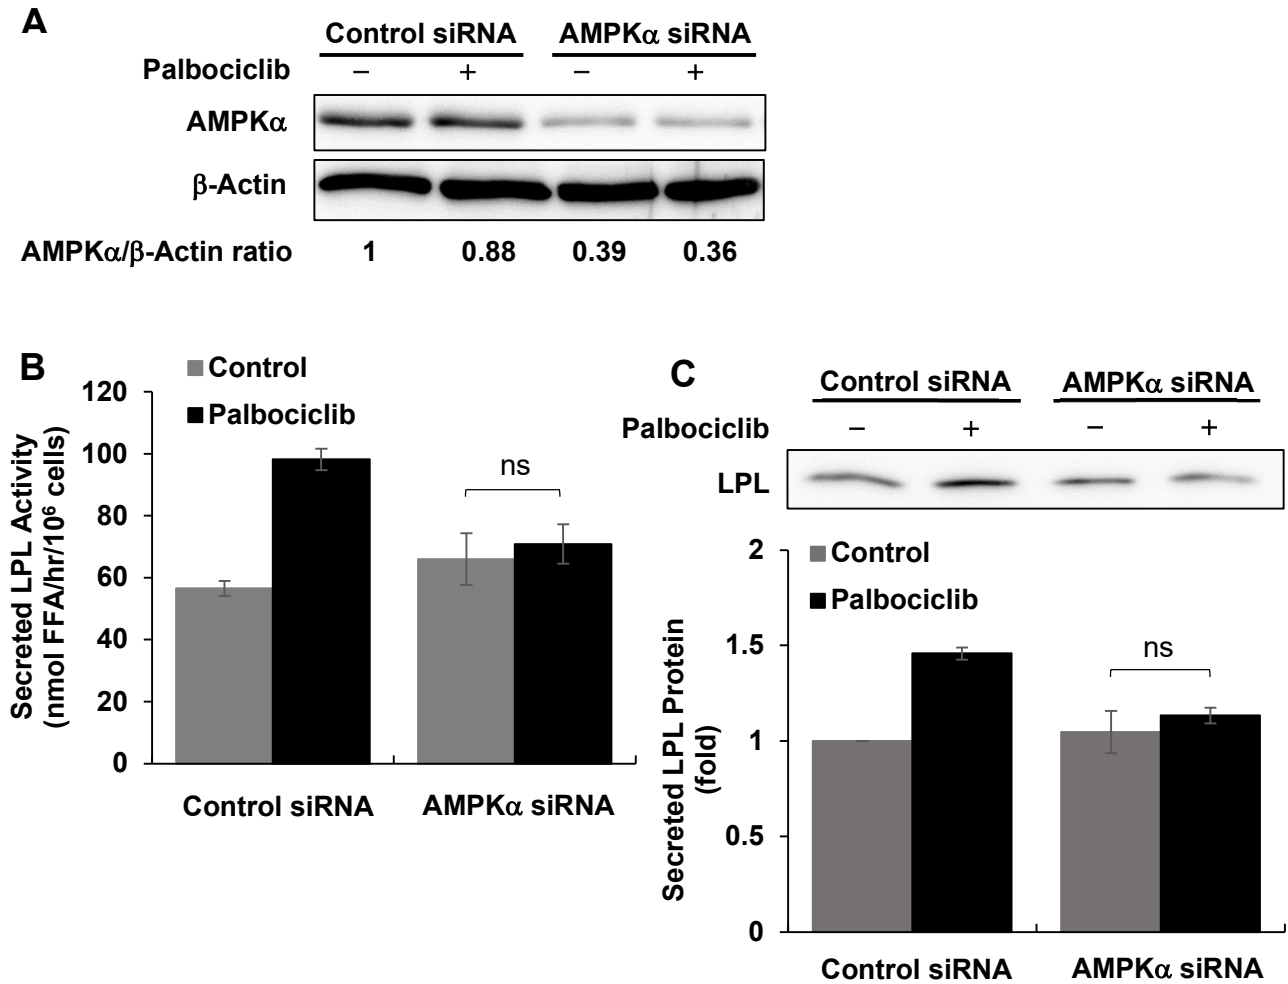 A
Control siRNA AMPKα siRNA
Palbociclib − + − +
AMPKα
β-Actin
AMPKα/β-Actin ratio 1 0.88 0.39 0.36
B
Control
Palbociclib
Secreted LPL Activity
(nmol FFA/hr/10⁶ cells)
120
100
80
60
40
20
0
ns
Control siRNA AMPKα siRNA
C
Control siRNA AMPKα siRNA
Palbociclib − + − +
LPL
Control
Palbociclib
Secreted LPL Protein
(fold)
2
1.5
1
0.5
0
ns
Control siRNA AMPKα siRNA